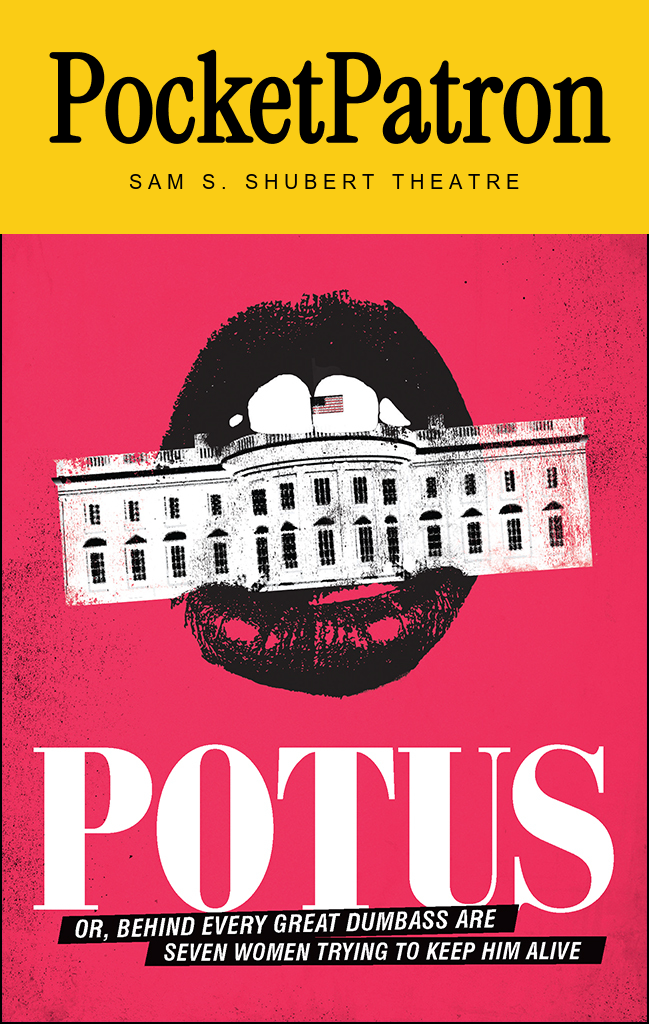 PocketPatron
SAM S. SHUBERT THEATRE
POTUS
OR, BEHIND EVERY GREAT DUMBASS ARE
SEVEN WOMEN TRYING TO KEEP HIM ALIVE